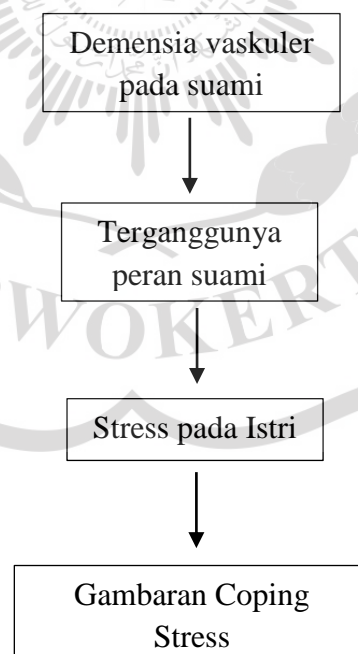 Demensia vaskuler
pada suami
Terganggunya
peran suami
WOKERT
Stress pada Istri
Gambaran Coping
Stress